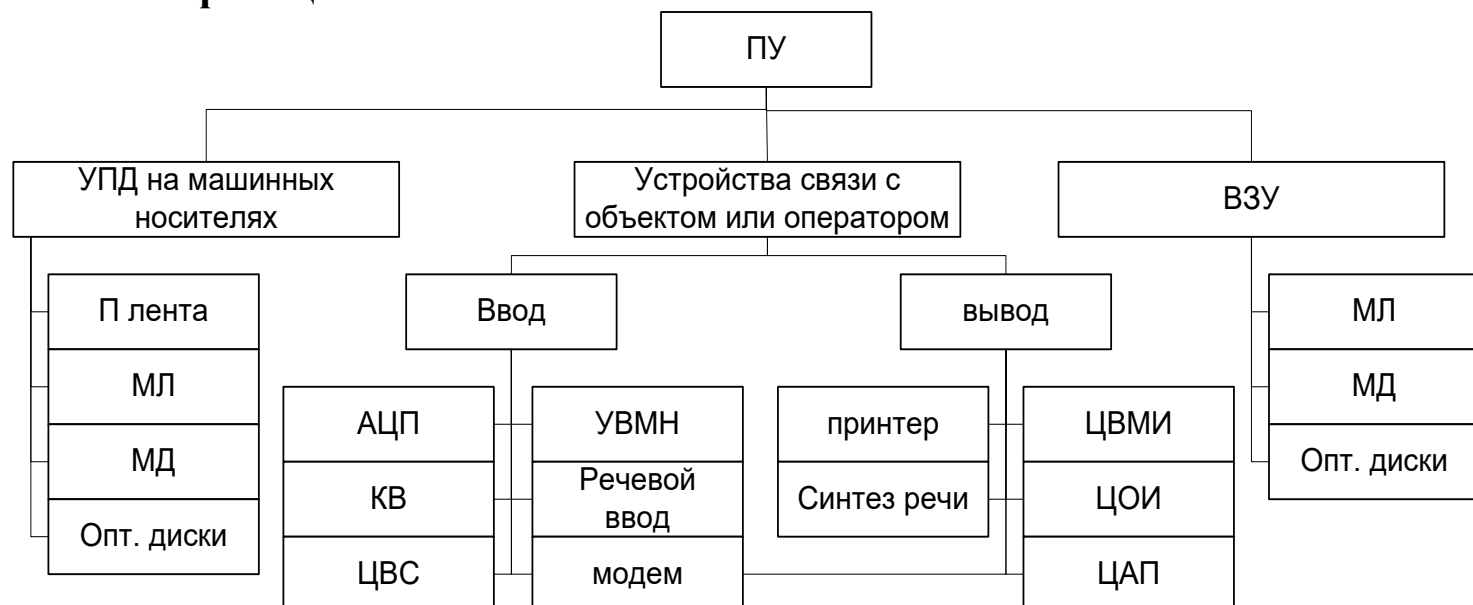 ПУ
УПД на машинных
носителях
Устройства связи с
объектом или оператором
ВЗУ
П лента
МЛ
МД
Опт. диски
Ввод
вывод
АЦП
КВ
ЦВС
УВМН
Речевой
ввод
модем
принтер
Синтез речи
ЦВМИ
ЦОИ
ЦАП
МЛ
МД
Опт. диски